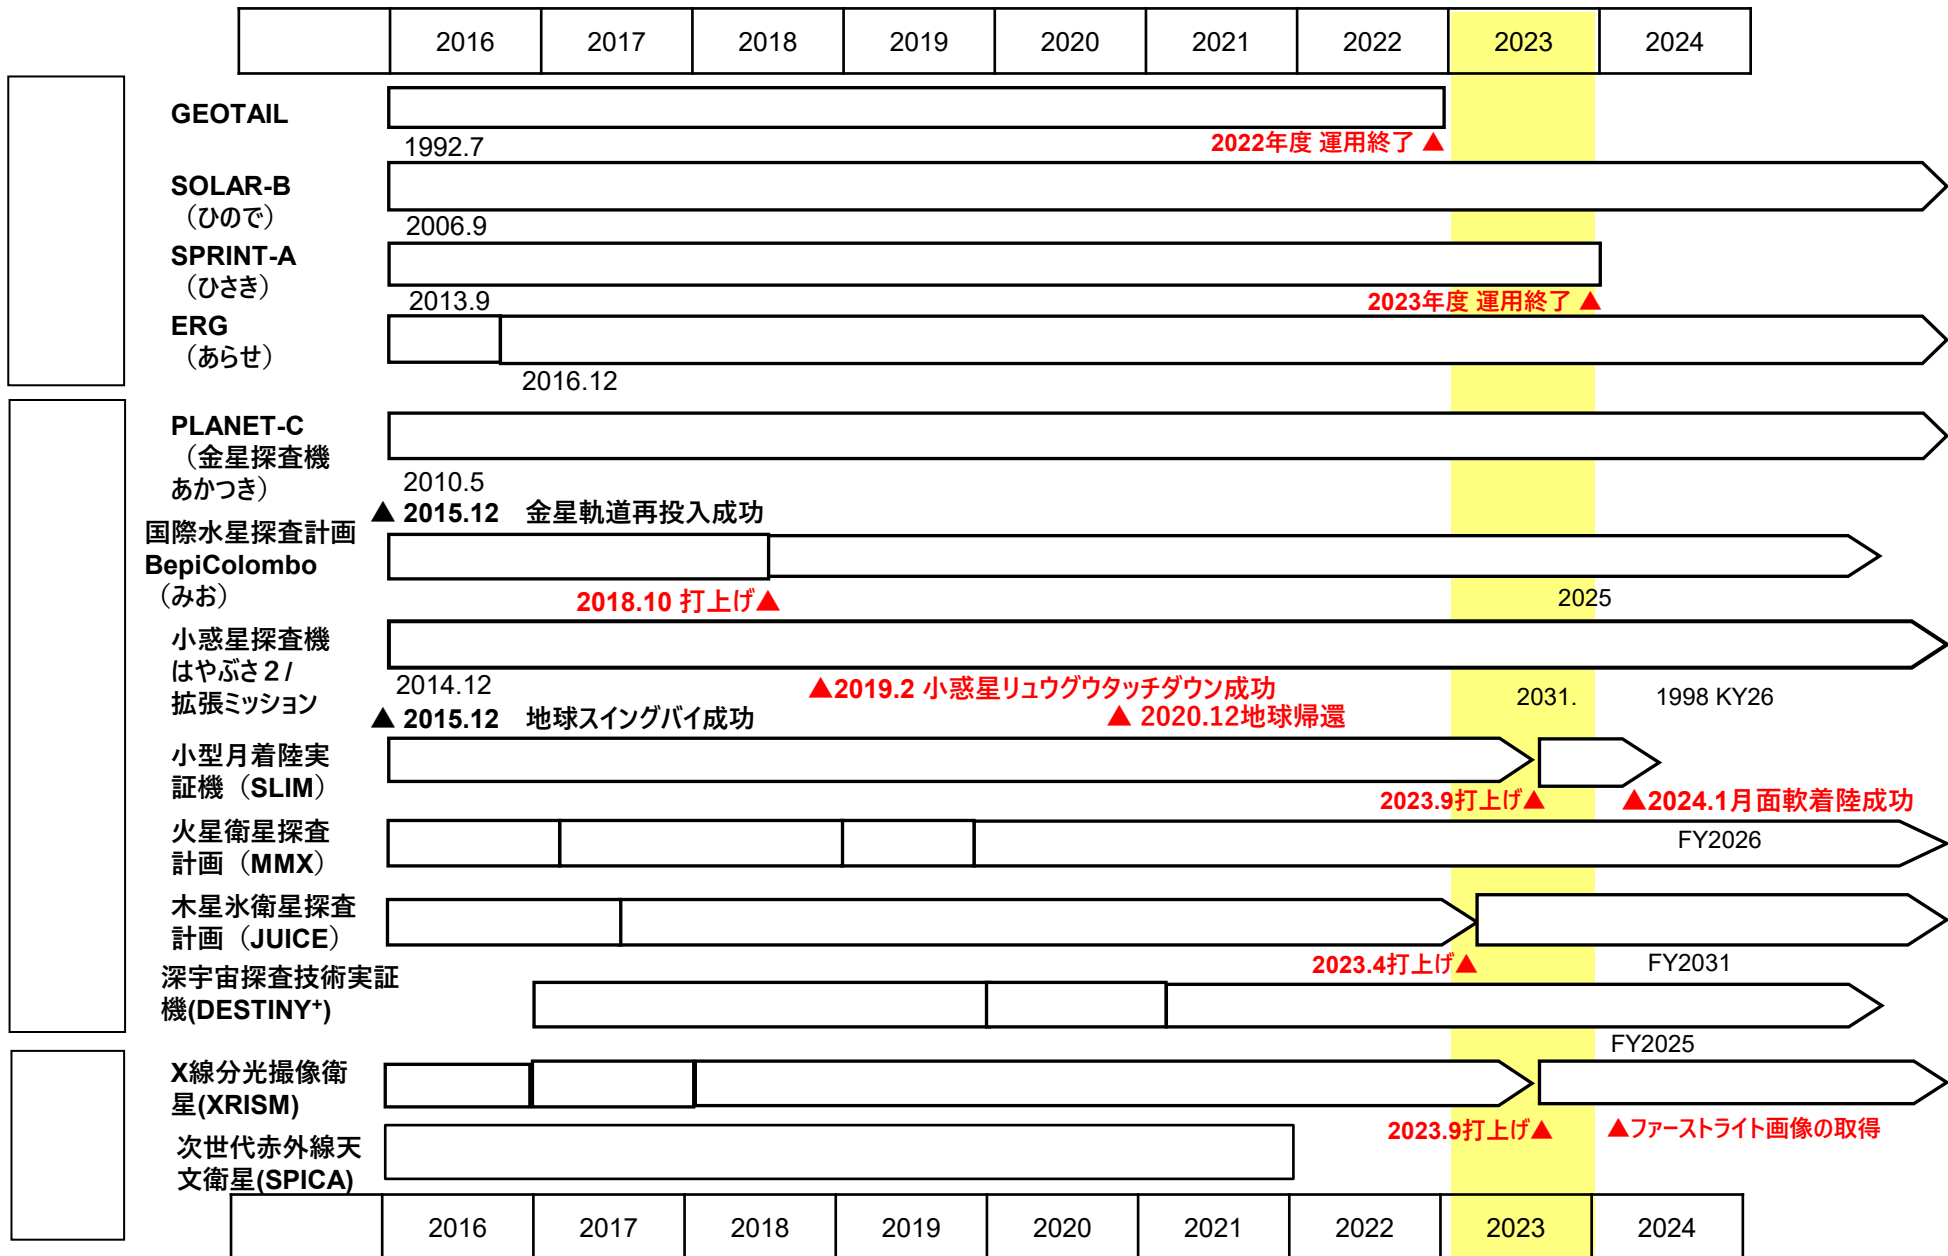 2016 2017 2018 2019 2020 2021 2022 2023 2024
GEOTAIL
1992.7
2022年度 運用終了 ▲
SOLAR-B
（ひので）
2006.9
SPRINT-A
（ひさき）
2013.9
2023年度 運用終了 ▲
ERG
（あらせ）
2016.12
PLANET-C
（金星探査機
あかつき）
2010.5
▲ 2015.12 金星軌道再投入成功
国際水星探査計画
BepiColombo
（みお）
2018.10 打上げ▲
2025
小惑星探査機
はやぶさ２/
拡張ミッション
2014.12
▲2019.2 小惑星リュウグウタッチダウン成功
2031. 1998 KY26
▲ 2015.12 地球スイングバイ成功
▲ 2020.12地球帰還
小型月着陸実
証機（SLIM）
2023.9打上げ▲
▲2024.1月面軟着陸成功
火星衛星探査
計画（MMX）
FY2026
木星氷衛星探査
計画（JUICE）
2023.4打上げ▲
FY2031
深宇宙探査技術実証
機(DESTINY⁺)
FY2025
X線分光撮像衛
星(XRISM)
2023.9打上げ▲
▲ファーストライト画像の取得
次世代赤外線天
文衛星(SPICA)
2016 2017 2018 2019 2020 2021 2022 2023 2024